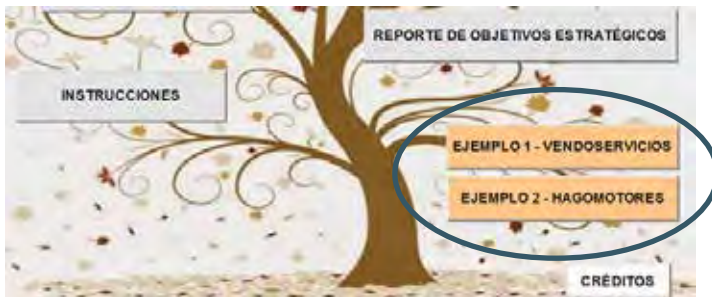 REPORTE DE OBJETIVOS ESTRATÉGICOS
INSTRUCCIONES
EJEMPLO 1 - VENDOSERVICIOS
EJEMPLO 2 - HAGOMOTORES
CRÉDITOS